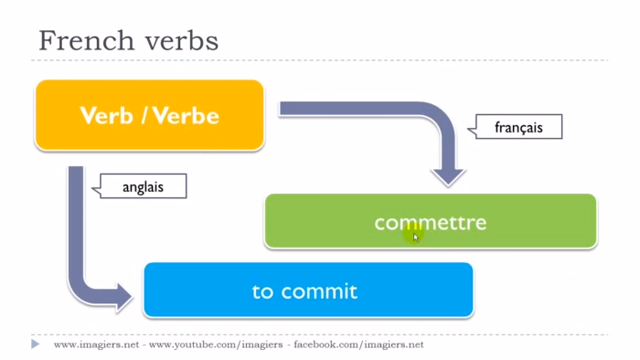 French verbs
Verb / Verbe
français
anglais
commettre
to commit
www.imagiers.net - www.youtube.com/imagiers - facebook.com/imagiers.net